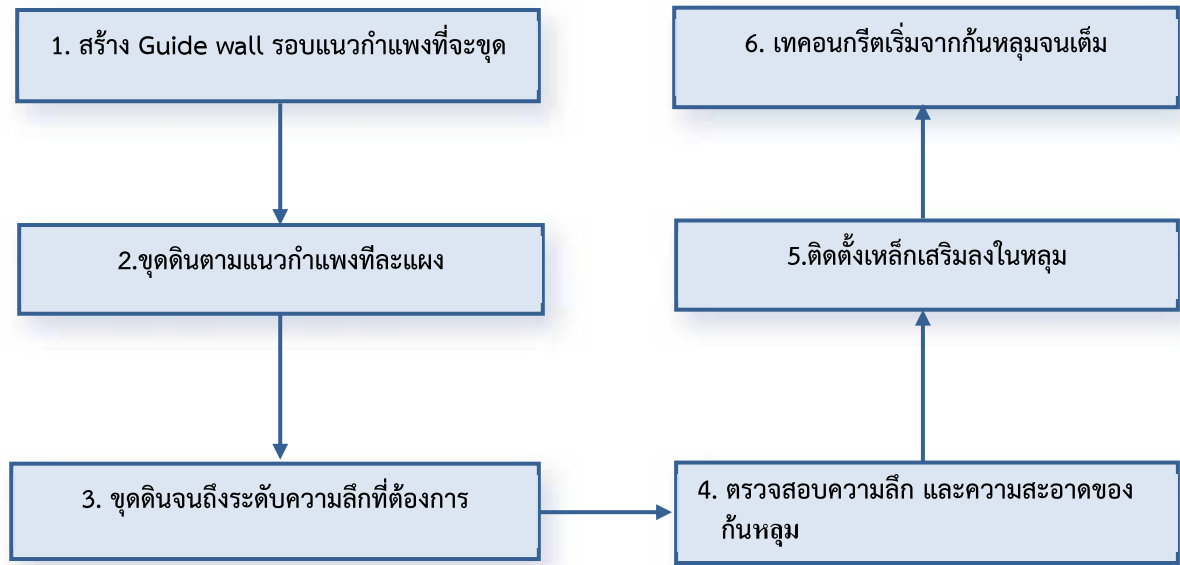 1. สร้าง Guide wall รอบแนวกำแพงที่จะขุด
2.ขุดดินตามแนวกำแพงทีละแผง
3. ขุดดินจนถึงระดับความลึกที่ต้องการ
4. ตรวจสอบความลึก และความสะอาดของ
ก้นหลุม
5.ติดตั้งเหล็กเสริมลงในหลุม
6. เทคอนกรีตเริ่มจากก้นหลุมจนเต็ม